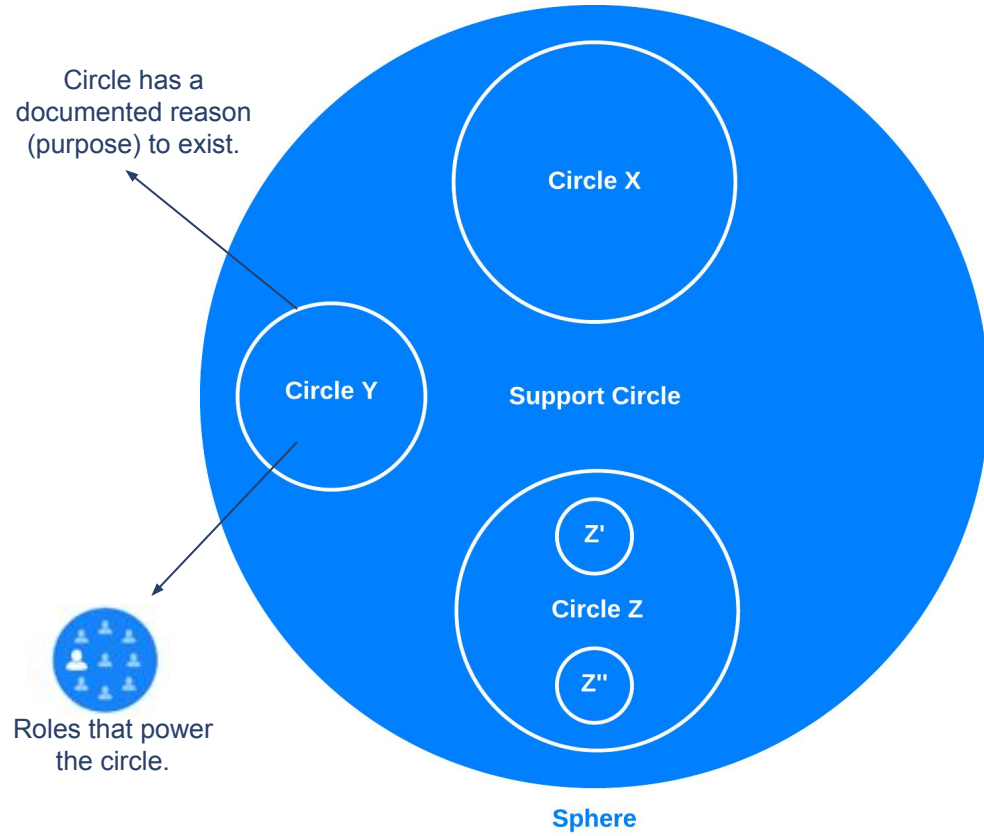 Circle has a
documented reason
(purpose) to exist.
Circle X
Circle Y
Support Circle
Z'
Circle Z
Z''
Roles that power
the circle.
Sphere